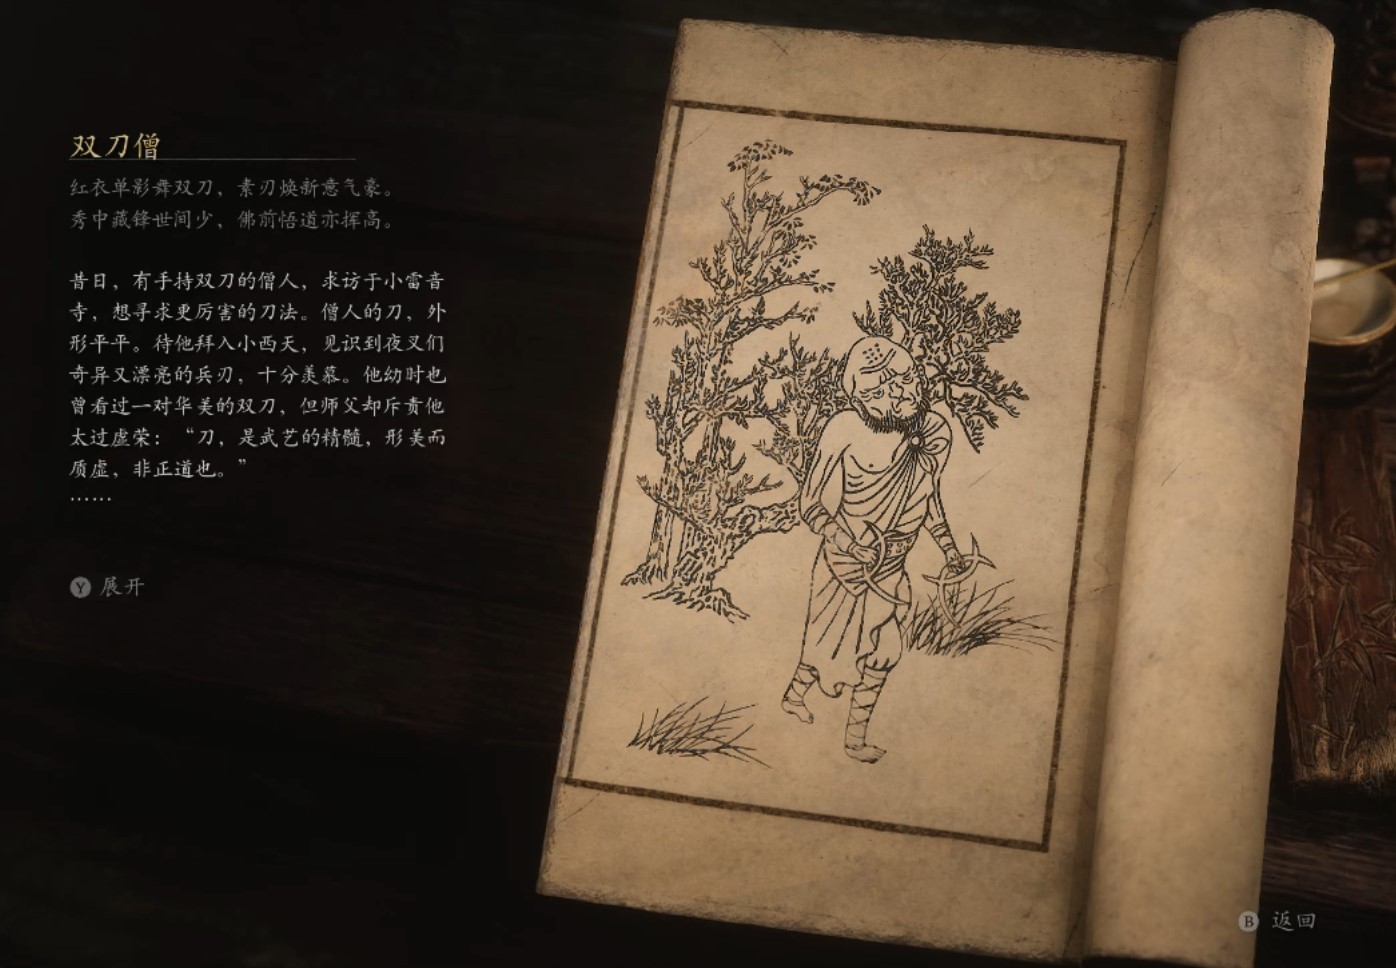 双刀僧
红衣单影舞双刀，素刃焕新意气豪。
秀中藏锋世间少，佛前悟道亦挥高。
昔日，有手持双刀的僧人，求访于小雷音
寺，想寻求更厉害的刀法。僧人的刀，外
形平平。待他拜入小西天，见识到夜叉们
奇异又漂亮的兵刃，十分羡慕。他幼时也
曾看过一对华美的双刀，但师父却斥责他
太过虚荣：“刀，是武艺的精髓，形美而
质虚，非正道也。”
……
Y 展开
B 返回